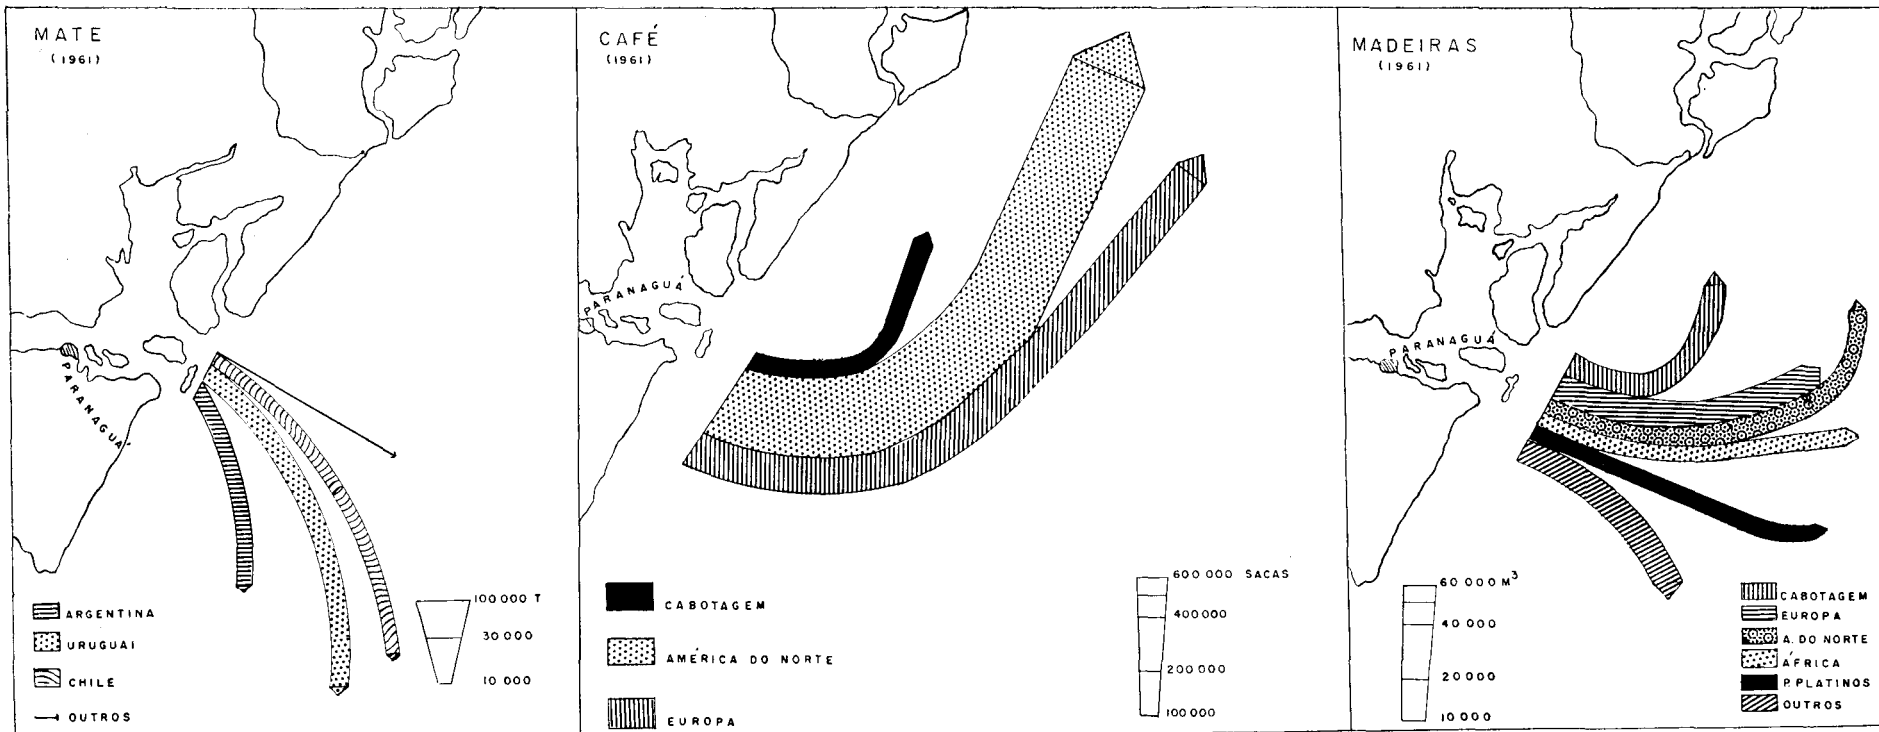 MATE
(1961)
PARANAGUÁ
ARGENTINA
URUGUAI
CHILE
OUTROS
100 000 T
30 000
10 000
CAFÉ
(1961)
PARANAGUÁ
CABOTAGEM
AMÉRICA DO NORTE
EUROPA
600 000 SACAS
400 000
200 000
100 000
MADEIRAS
(1961)
PARANAGUÁ
60 000 M³
40 000
20 000
10 000
CABOTAGEM
EUROPA
A. DO NORTE
ÁFRICA
P. PLATINOS
OUTROS